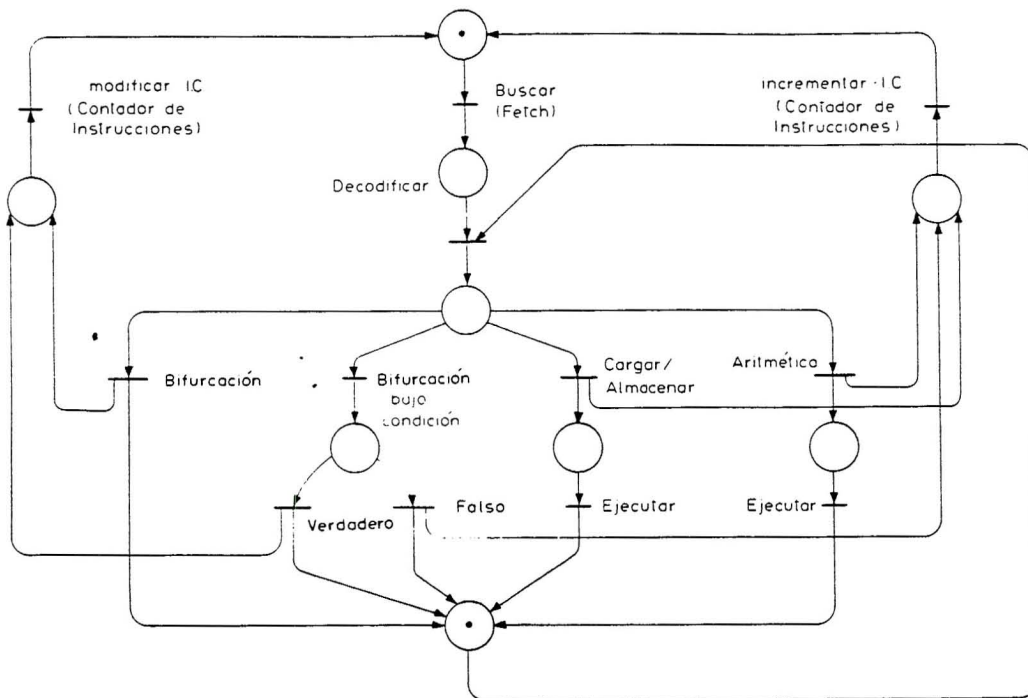 modificar I.C
(Contador de
Instrucciones)
Buscar
(Fetch)
incrementar I.C
(Contador de
Instrucciones)
Decodificar
Bifurcación
Bifurcación
bajo
condición
Cargar/
Almacenar
Aritmética
Verdadero
Falso
Ejecutar
Ejecutar